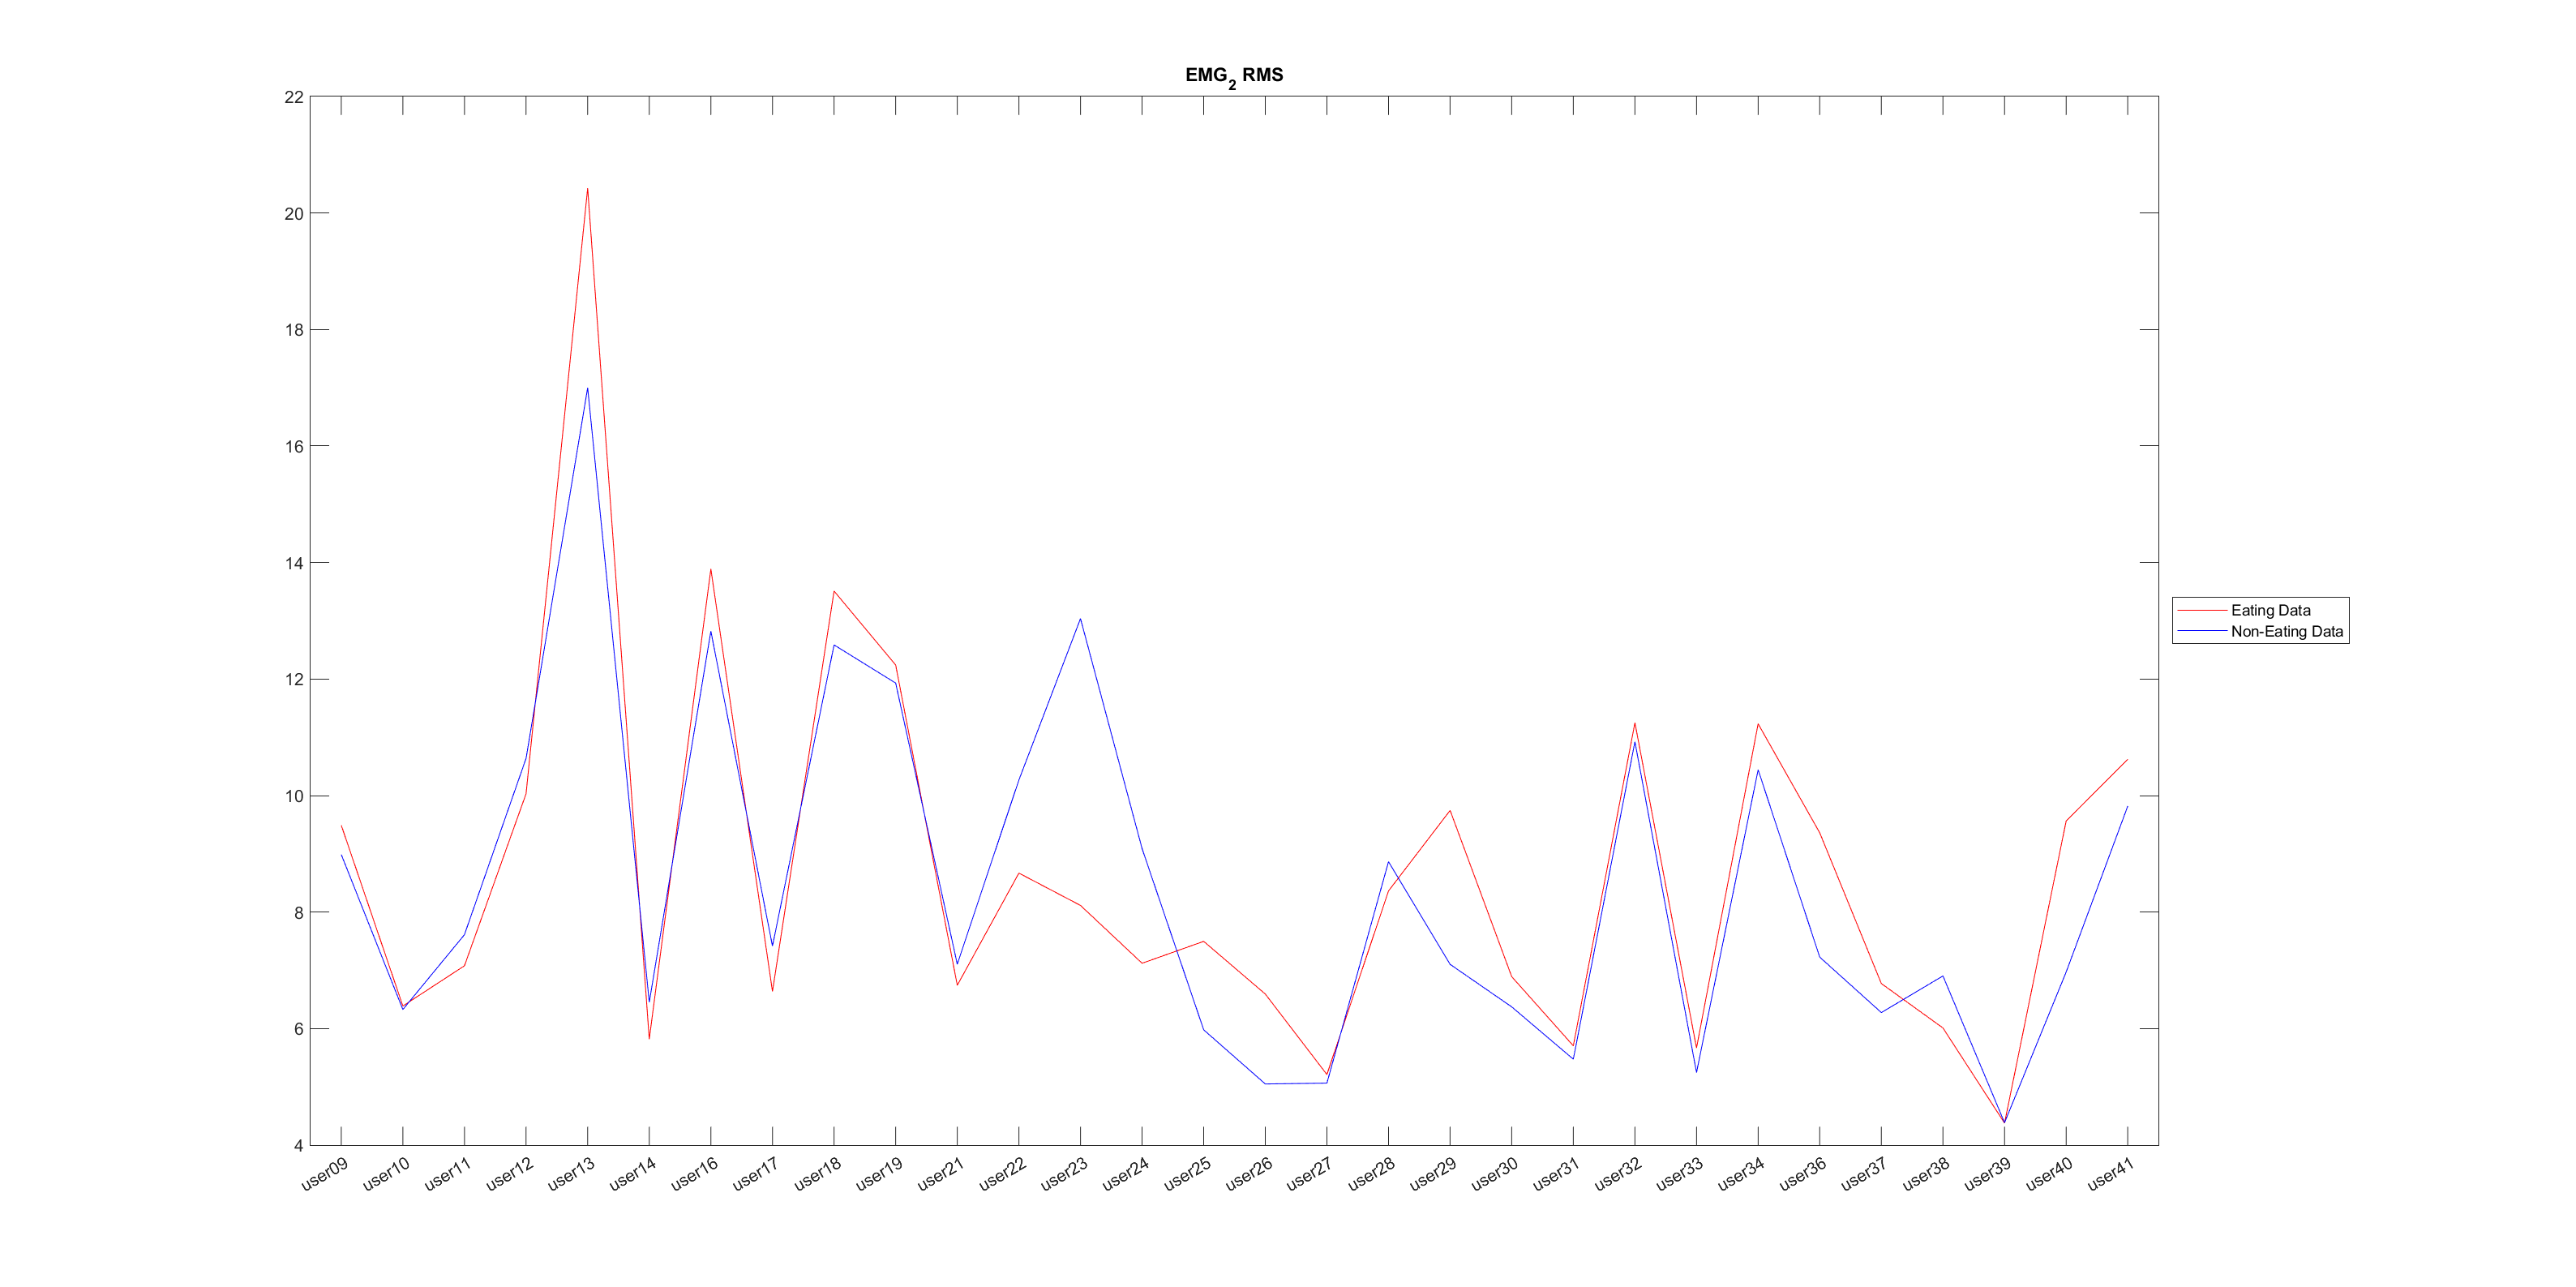 EMG2 RMS
22
20
18
16
14
12
10
8
6
4
user09 user10 user11 user12 user13 user14 user16 user17 user18 user19 user21 user22 user23 user24 user25 user26 user27 user28 user29 user30 user31 user32 user33 user34 user36 user37 user38 user39 user40 user41
Eating Data
Non-Eating Data